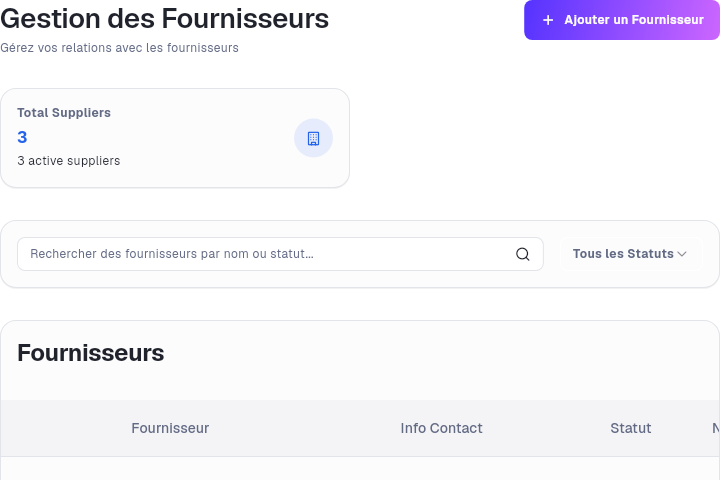 Gestion des Fournisseurs
Ajouter un Fournisseur
Gérez vos relations avec les fournisseurs
Total Suppliers
3
3 active suppliers
Rechercher des fournisseurs par nom ou statut...
Tous les Statuts
Fournisseurs
Fournisseur Info Contact Statut